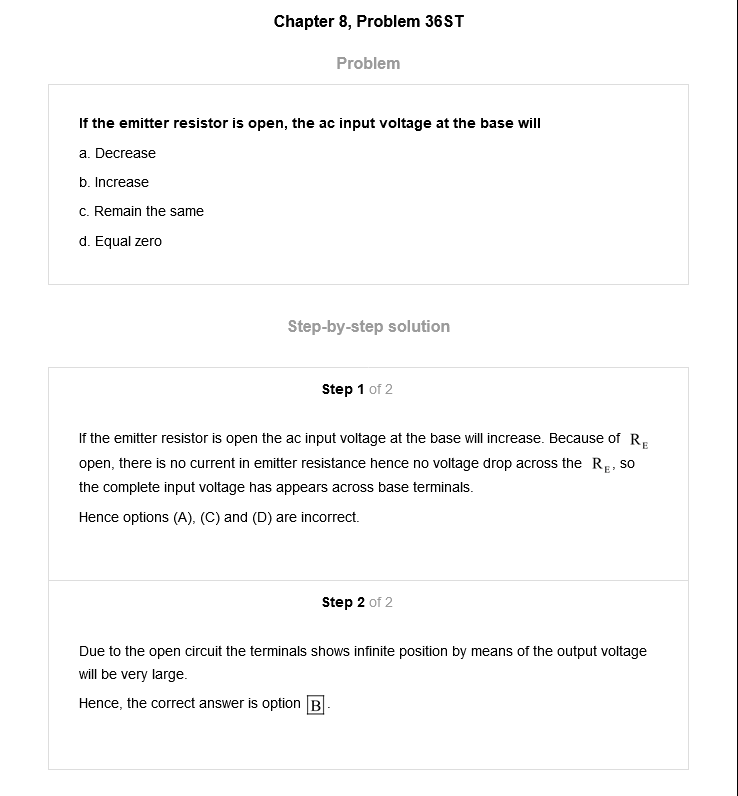 Chapter 8, Problem 36ST
Problem
If the emitter resistor is open, the ac input voltage at the base will
a. Decrease
b. Increase
c. Remain the same
d. Equal zero
Step-by-step solution
Step 1 of 2
If the emitter resistor is open the ac input voltage at the base will increase. Because of R_E
open, there is no current in emitter resistance hence no voltage drop across the R_E, so
the complete input voltage has appears across base terminals.
Hence options (A), (C) and (D) are incorrect.
Step 2 of 2
Due to the open circuit the terminals shows infinite position by means of the output voltage
will be very large.
Hence, the correct answer is option B.